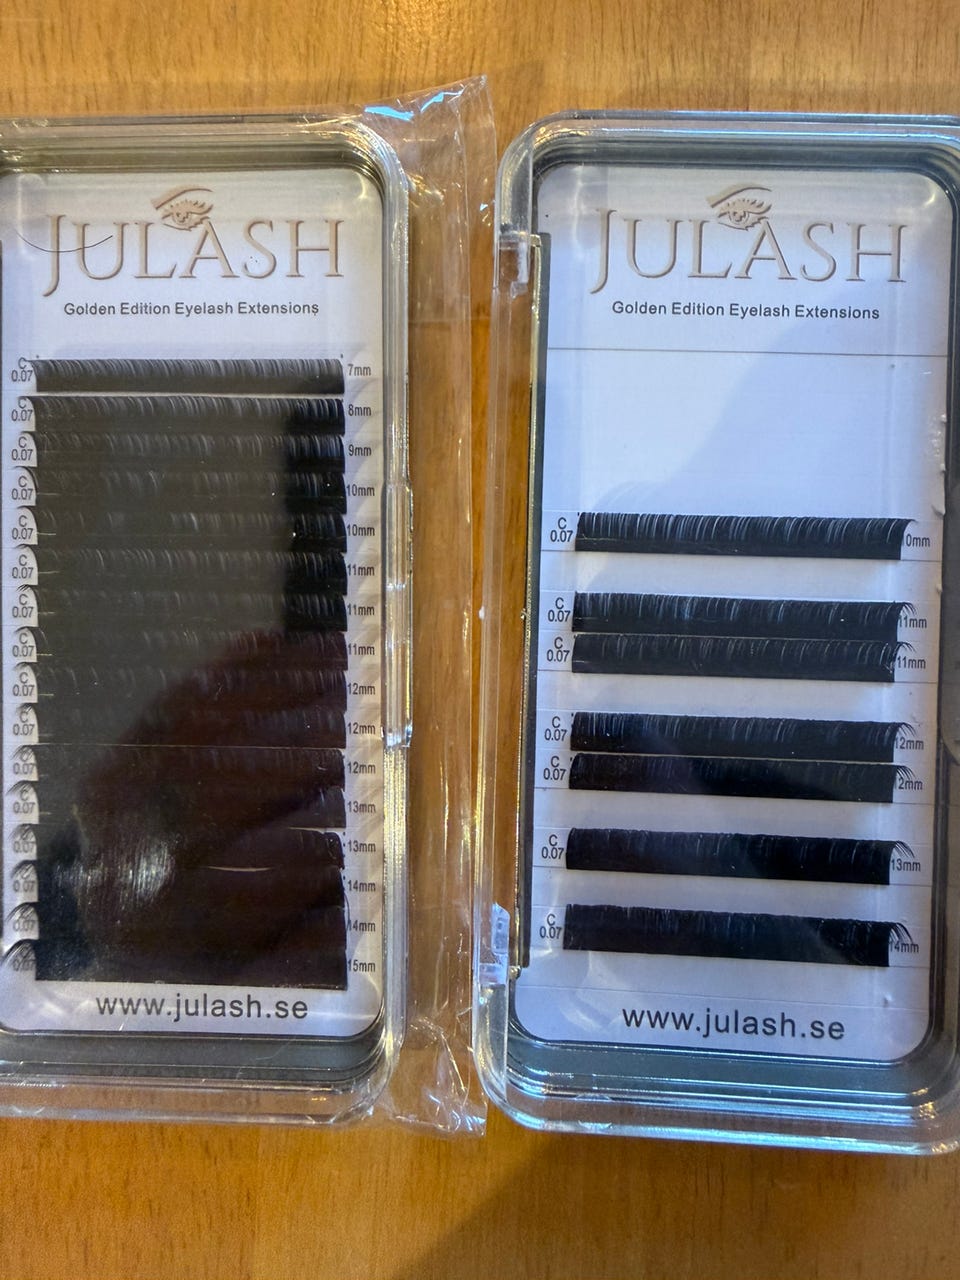 JULASH
Golden Edition Eyelash Extensions
C
0.07 7mm
C
0.07 8mm
C
0.07 9mm
C
0.07 10mm
C
0.07 10mm
C
0.07 11mm
C
0.07 11mm
C
0.07 11mm
C
0.07 12mm
C
0.07 12mm
C
0.07 12mm
C
0.07 13mm
C
0.07 13mm
0.07 14mm
0.07 14mm
15mm
www.julash.se
JULASH
Golden Edition Eyelash Extensions
C
0.07 0mm
C
0.07 11mm
C
0.07 11mm
C
0.07 12mm
C
0.07 2mm
C
0.07 13mm
C
0.07 14mm
www.julash.se